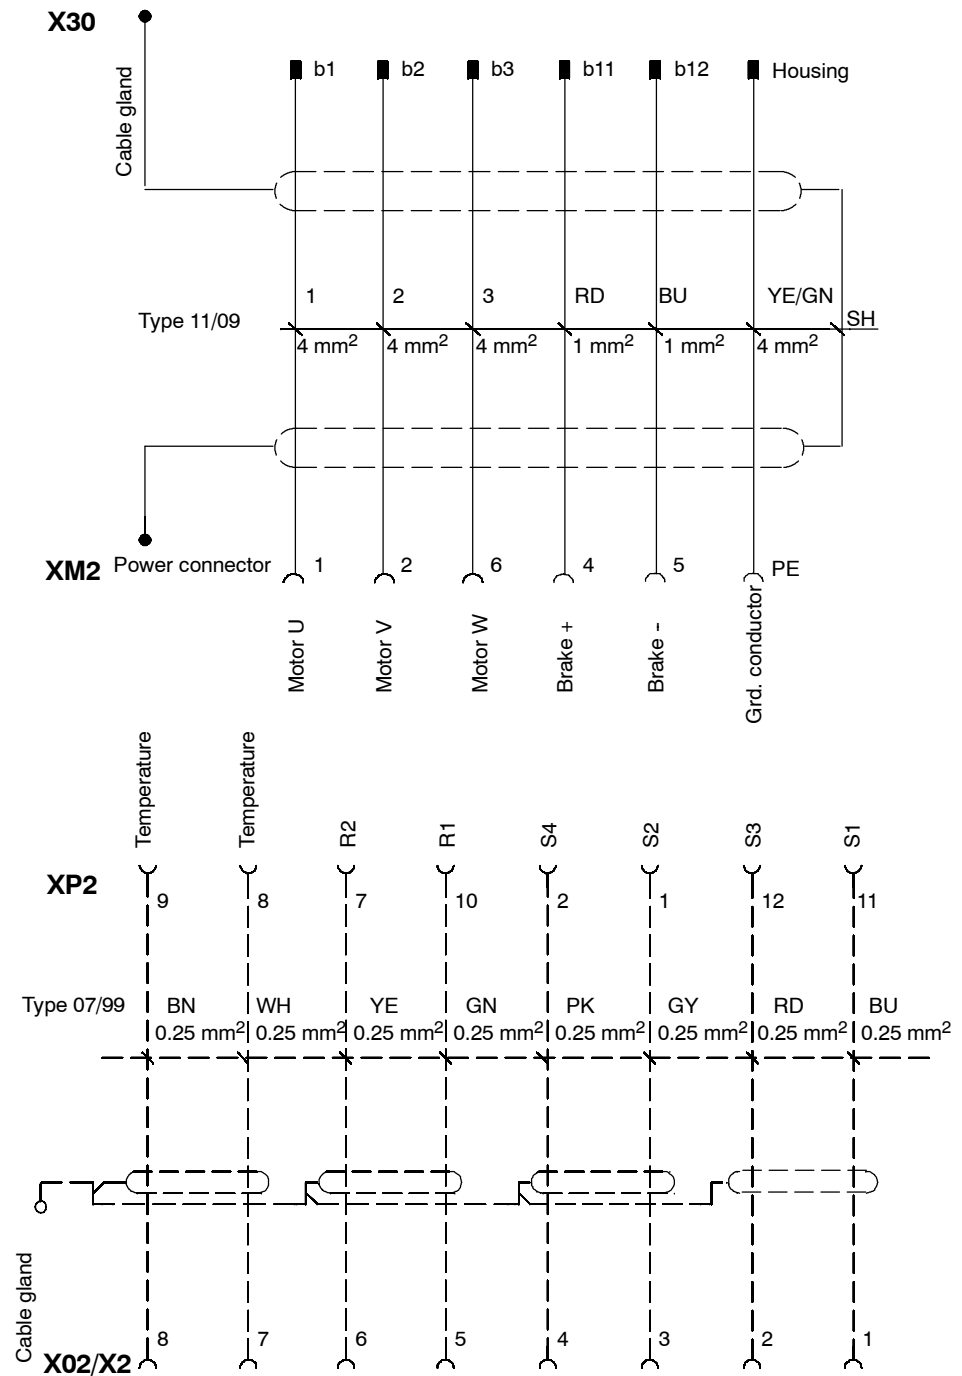 X30
Cable gland
b1 b2 b3 b11 b12 Housing
1 2 3 RD BU YE/GN
Type 11/09 SH
4 mm² 4 mm² 4 mm² 1 mm² 1 mm² 4 mm²
XM2 Power connector 1 2 6 4 5 PE
Motor U
Motor V
Motor W
Brake +
Brake -
Grd. conductor
Temperature
Temperature
R2
R1
S4
S2
S3
S1
XP2
9 8 7 10 2 1 12 11
Type 07/99 BN WH YE GN PK GY RD BU
0.25 mm² 0.25 mm² 0.25 mm² 0.25 mm² 0.25 mm² 0.25 mm² 0.25 mm² 0.25 mm²
Cable gland
8 7 6 5 4 3 2 1
X02/X2